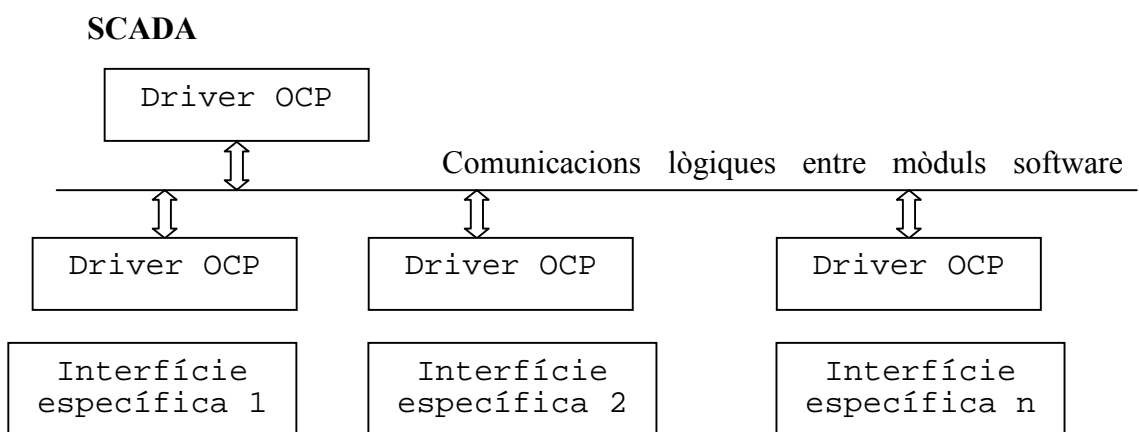 SCADA
Driver OCP
Comunicacions lògiques entre mòduls software
Driver OCP
Driver OCP
Driver OCP
Interfície
específica 1
Interfície
específica 2
Interfície
específica n